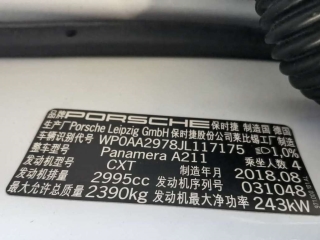 品牌 PORSCHE 保时捷 制造国 德国
生产厂 Porsche Leipzig GmbH 保时捷股份公司莱比锡工厂制造
车辆识别代号 WP0AA2978JL117175
整车型号 Panamera A211 乘坐人数 4
发动机型号 CXT 制造年月 2018.08
发动机排量 2995cc 发动机序列号 031048
最大允许总质量 2390kg 发动机最大净功率 243kW